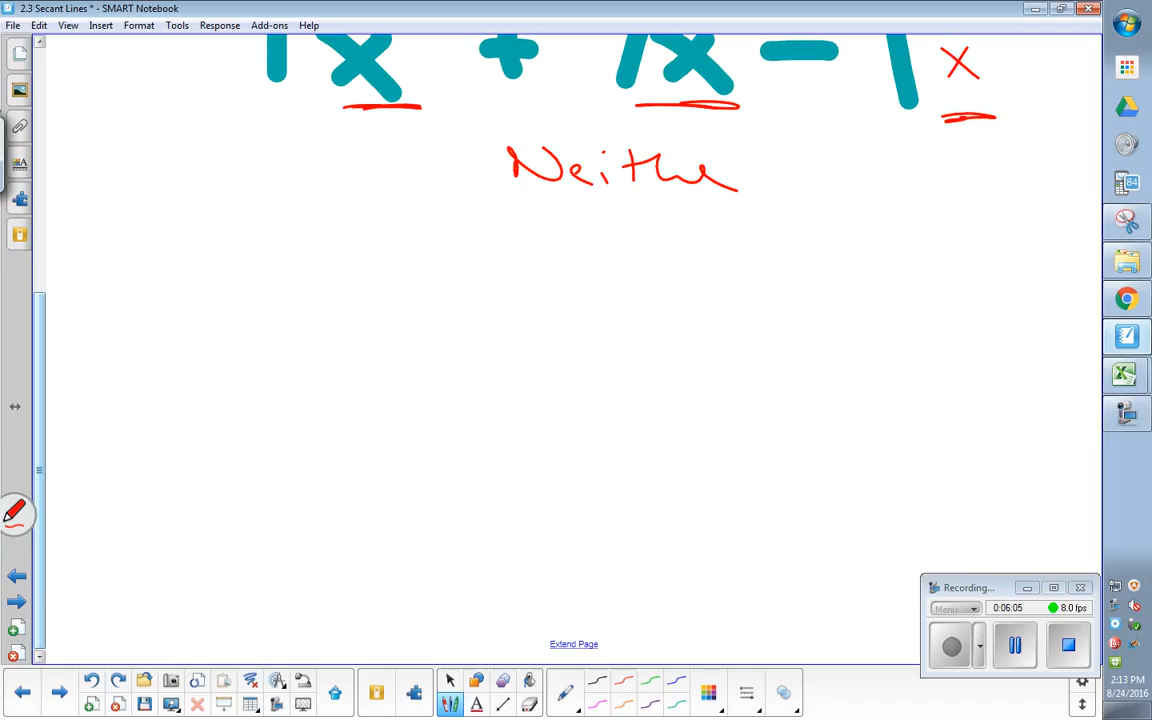 2.3 Secant Lines * - SMART Notebook
File Edit View Insert Format Tools Response Add-ons Help
x + x - 1 x
Neithe
84
Recording...
Menu 0:06:05 8.0 fps
Extend Page
2:13 PM
8/24/2016